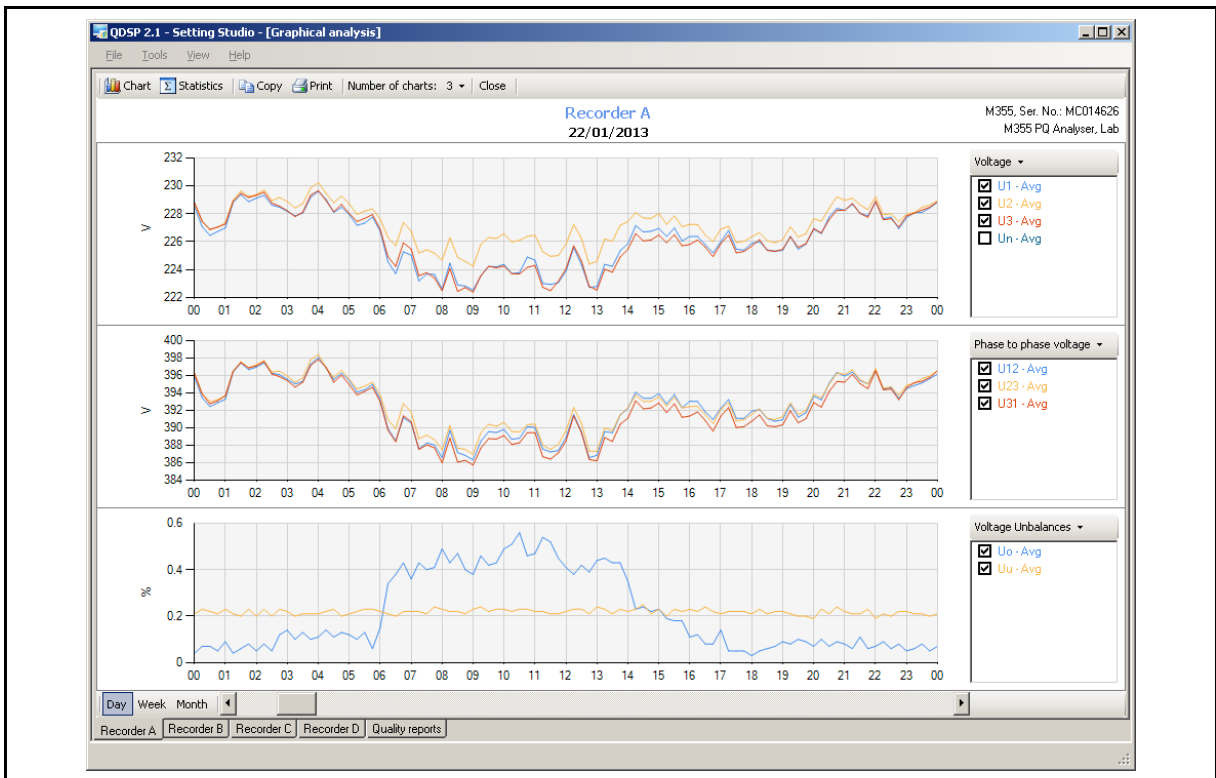 QDSP 2.1 - Setting Studio - [Graphical analysis]
File Tools View Help
Chart Σ Statistics Copy Print Number of charts: 3 Close
Recorder A
22/01/2013
M355, Ser. No.: MC014626
M355 PQ Analyser, Lab
232
230
228
226
224
222
V
00 01 02 03 04 05 06 07 08 09 10 11 12 13 14 15 16 17 18 19 20 21 22 23 00
Voltage
U1 - Avg
U2 - Avg
U3 - Avg
Un - Avg
400
398
396
394
392
390
388
386
384
V
00 01 02 03 04 05 06 07 08 09 10 11 12 13 14 15 16 17 18 19 20 21 22 23 00
Phase to phase voltage
U12 - Avg
U23 - Avg
U31 - Avg
0.6
0.4
0.2
0
%
00 01 02 03 04 05 06 07 08 09 10 11 12 13 14 15 16 17 18 19 20 21 22 23 00
Voltage Unbalances
Uo - Avg
Uu - Avg
Day Week Month
Recorder A Recorder B Recorder C Recorder D Quality reports